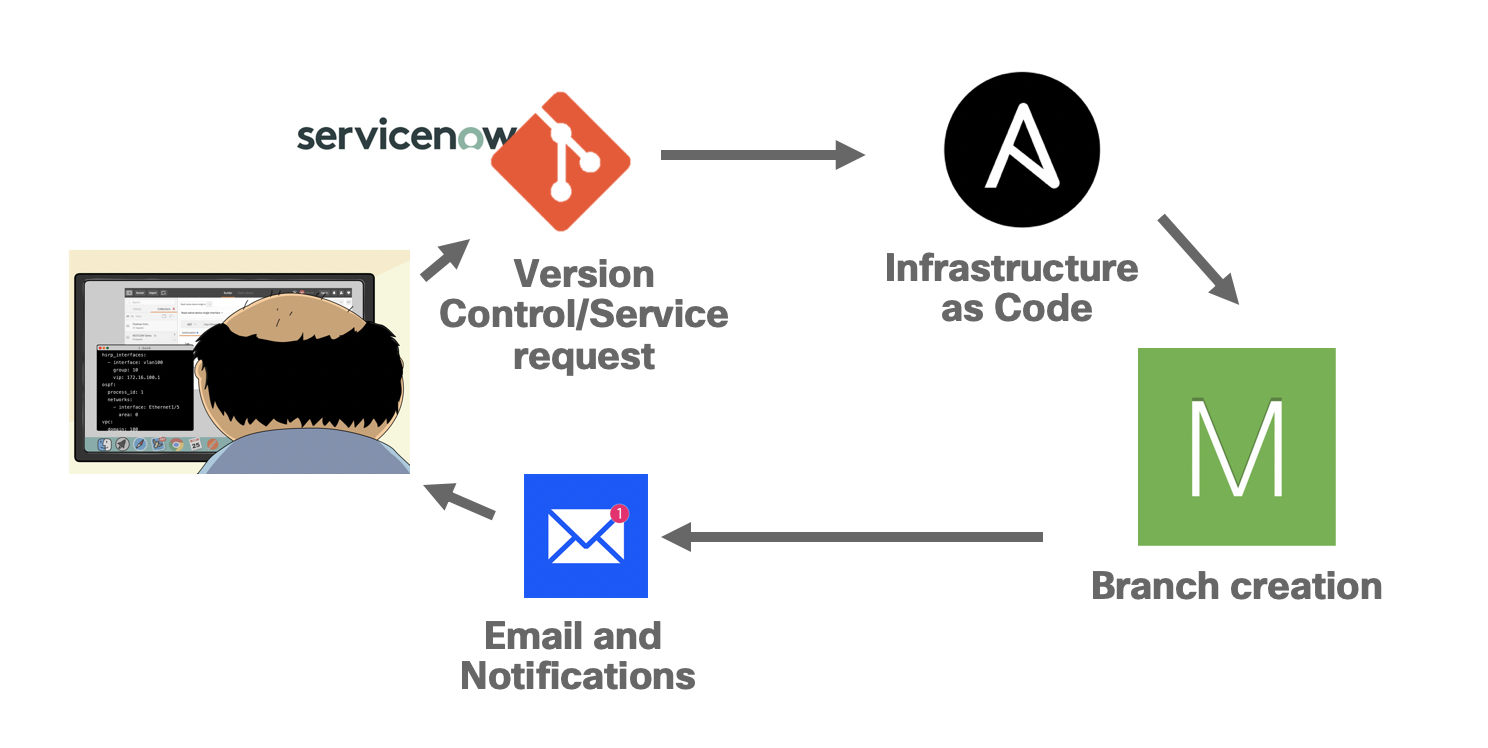 servicenow
Version
Control/Service
request
Infrastructure
as Code
hsrp_interfaces:
- interface: vlan100
group: 10
vip: 172.16.100.1
ospf:
process_id: 1
networks:
- interface: Ethernet1/5
area: 0
vpc:
domain: 100
25
M
Branch creation
1
Email and
Notifications